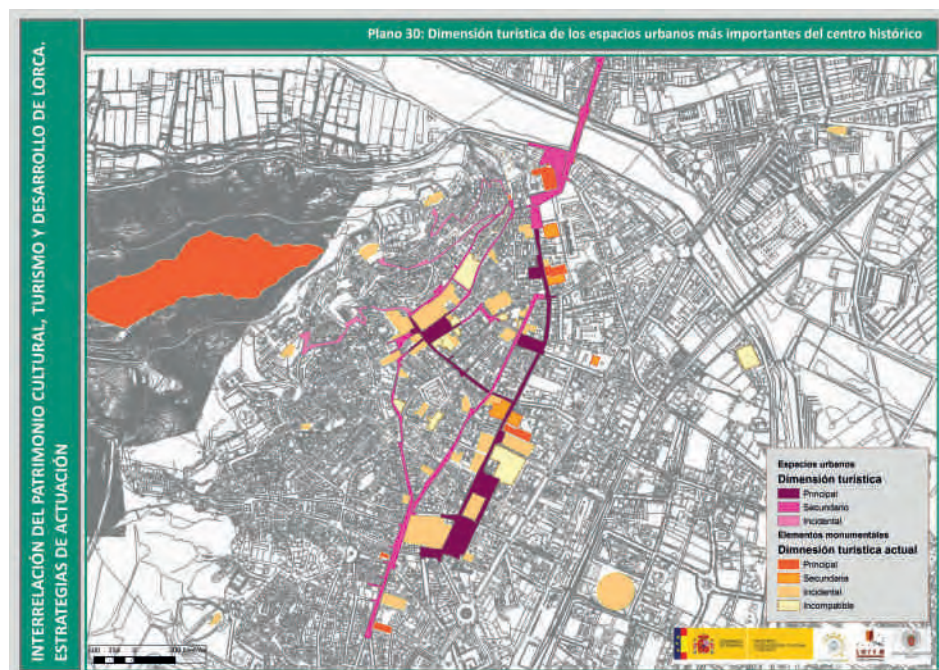 Plano 30: Dimensión turística de los espacios urbanos más importantes del centro histórico
INTERRELACIÓN DEL PATRIMONIO CULTURAL, TURISMO Y DESARROLLO DE LORCA.
ESTRATEGIAS DE ACTUACIÓN
Espacios urbanos
Dimensión turística
Principal
Secundario
Incidental
Elementos monumentales
Dimnesión turística actual
Principal
Secundaria
Incidental
Incompatible